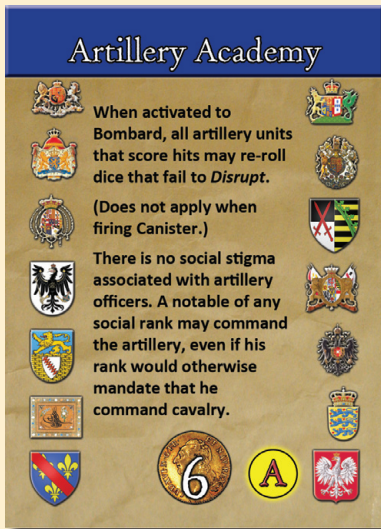 Artillery Academy
When activated to
Bombard, all artillery units
that score hits may re-roll
dice that fail to Disrupt.
(Does not apply when
firing Canister.)
There is no social stigma
associated with artillery
officers. A notable of any
social rank may command
the artillery, even if his
rank would otherwise
mandate that he
command cavalry.
6
A